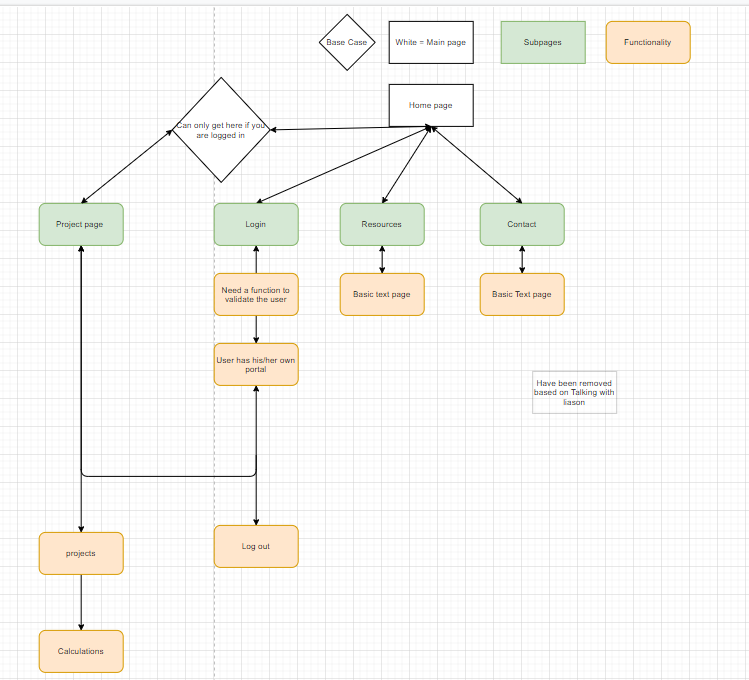 Base Case
White = Main page
Subpages
Functionality
Home page
Can only get here if you
are logged in
Project page
Login
Resources
Contact
Need a function to
validate the user
Basic text page
Basic Text page
User has his/her own
portal
Have been removed
based on Talking with
liason
Log out
projects
Calculations